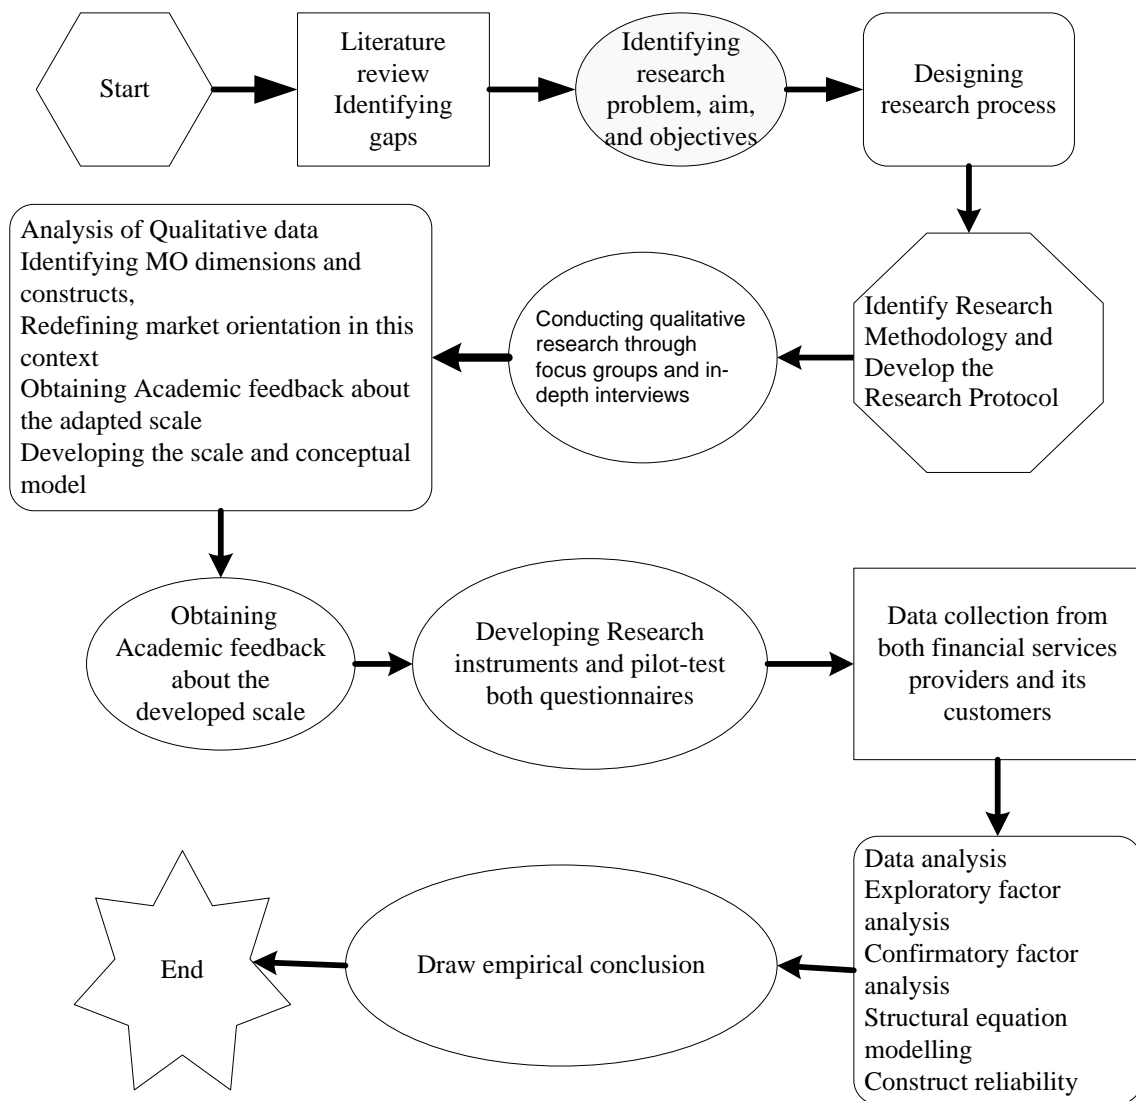 Start
Literature
review
Identifying
gaps
Identifying
research
problem, aim,
and objectives
Designing
research process
Identify Research
Methodology and
Develop the
Research Protocol
Conducting qualitative
research through
focus groups and in-
depth interviews
Analysis of Qualitative data
Identifying MO dimensions and
constructs,
Redefining market orientation in this
context
Obtaining Academic feedback about
the adapted scale
Developing the scale and conceptual
model
Obtaining
Academic feedback
about the
developed scale
Developing Research
instruments and pilot-test
both questionnaires
Data collection from
both financial services
providers and its
customers
Data analysis
Exploratory factor
analysis
Confirmatory factor
analysis
Structural equation
modelling
Construct reliability
Draw empirical conclusion
End